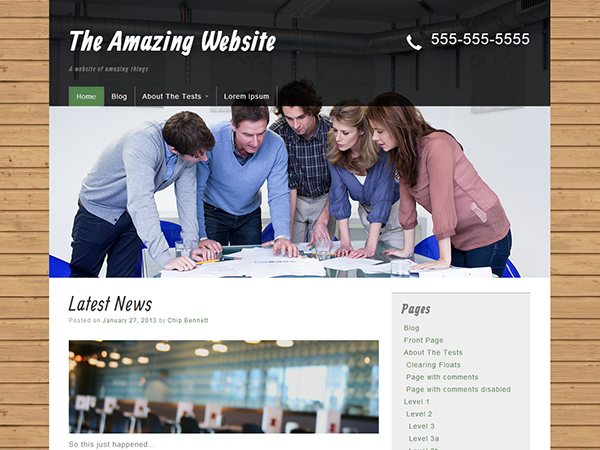 The Amazing Website
555-555-5555
A website of amazing things
Home Blog About The Tests Lorem Ipsum
Latest News
Posted on January 27, 2013 by Chip Bennett
So this just happened...
Pages
Blog
Front Page
About The Tests
Clearing Floats
Page with comments
Page with comments disabled
Level 1
Level 2
Level 3
Level 3a